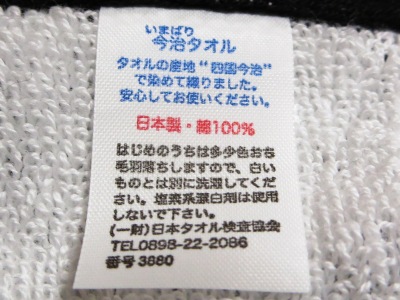 いまばり
今治タオル
タオルの産地“四国今治”
で染めて織りました。
安心してお使いください。
日本製・綿100%
はじめのうちは多少色おち
毛羽落ちしますので、白い
ものとは別に洗濯してくだ
さい。塩素系漂白剤は使用
しないで下さい。
(一財)日本タオル検査協会
TEL0898-22-2086
番号3880